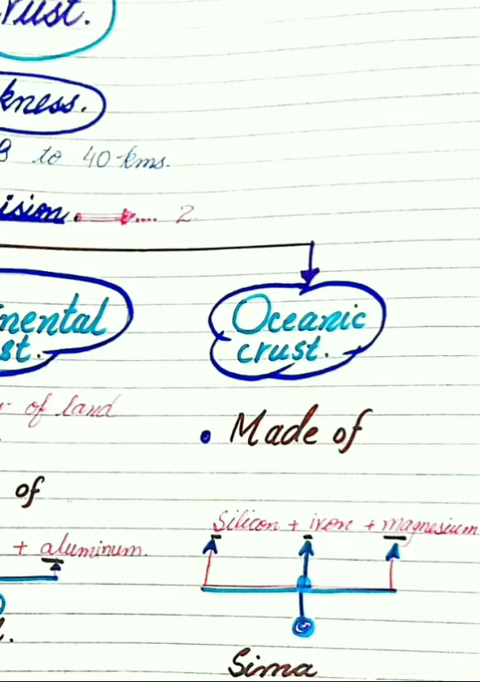 rust.
kness.
8 to 40 kms.
ision 2
nental
st.
Oceanic
crust.
of land
• Made of
of
+ aluminum.
Silicon + iron + magnesium
Sima